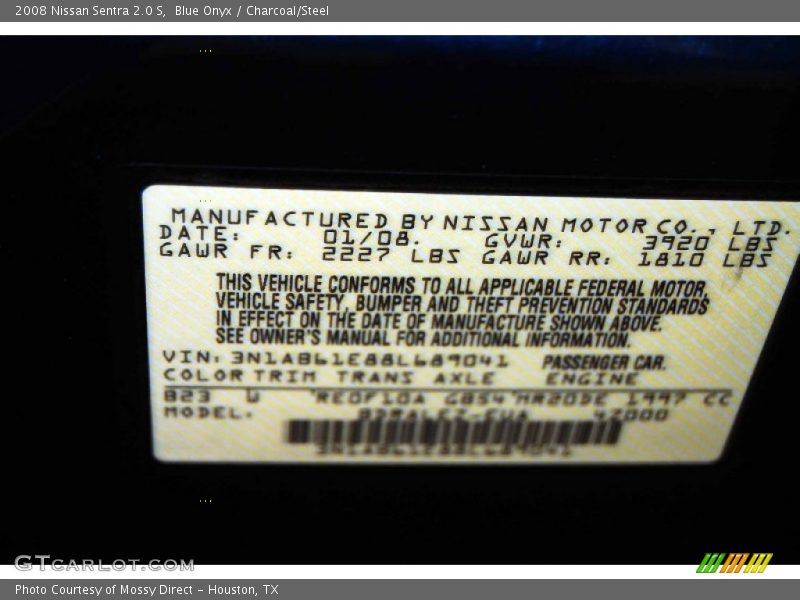 2008 Nissan Sentra 2.0 S,  Blue Onyx / Charcoal/Steel
MANUFACTURED BY NISSAN MOTOR CO., LTD.
DATE: 01/08. GVWR: 3920 LBS
GAWR FR: 2227 LBS GAWR RR: 1810 LBS
THIS VEHICLE CONFORMS TO ALL APPLICABLE FEDERAL MOTOR,
VEHICLE SAFETY, BUMPER AND THEFT PREVENTION STANDARDS
IN EFFECT ON THE DATE OF MANUFACTURE SHOWN ABOVE.
SEE OWNER'S MANUAL FOR ADDITIONAL INFORMATION.
VIN: 3N1AB61E88L689041 PASSENGER CAR.
COLOR TRIM TRANS AXLE ENGINE
B23 RE0F10A GB54 MR20DE 1997 CC
MODEL.
GTCARLOT.COM
Photo Courtesy of Mossy Direct – Houston, TX